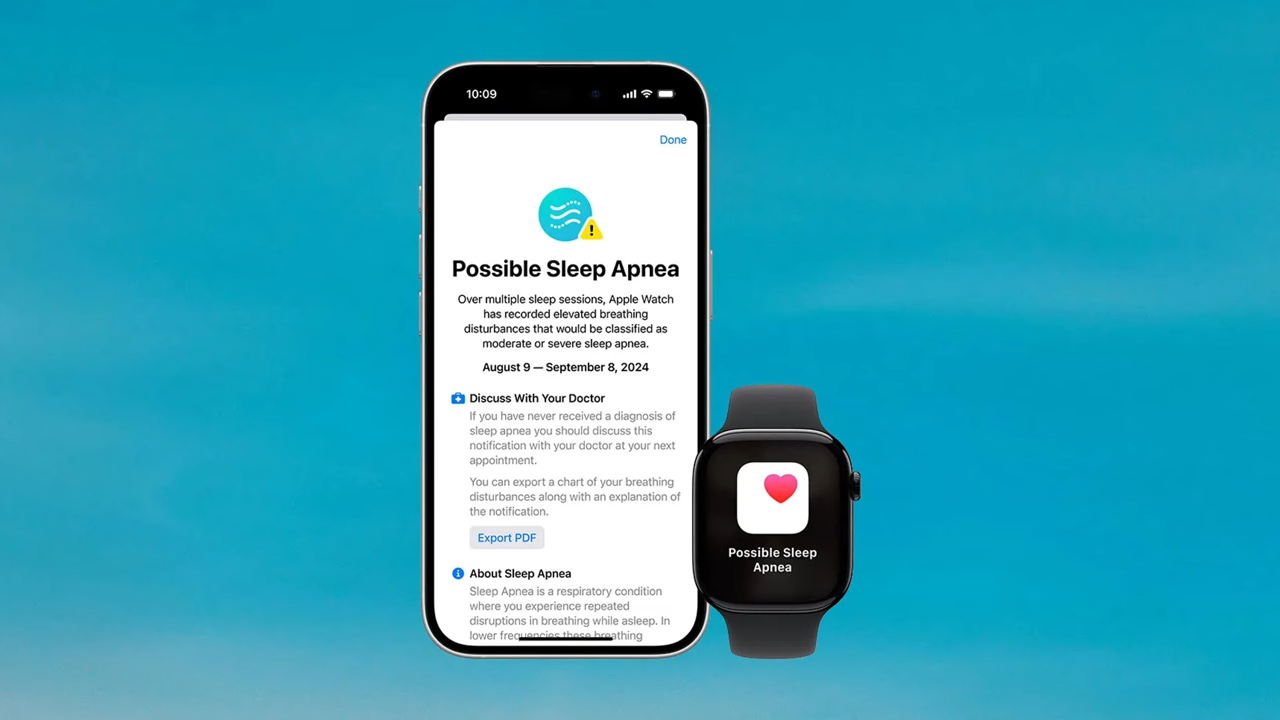 10:09
Done
Possible Sleep Apnea
Over multiple sleep sessions, Apple Watch
has recorded elevated breathing
disturbances that would be classified as
moderate or severe sleep apnea.
August 9 — September 8, 2024
Discuss With Your Doctor
If you have never received a diagnosis of
sleep apnea you should discuss this
notification with your doctor at your next
appointment.
You can export a chart of your breathing
disturbances along with an explanation of
the notification.
Export PDF
About Sleep Apnea
Sleep Apnea is a respiratory condition
where you experience repeated
disruptions in breathing while asleep. In
lower frequencies these breathing
Possible Sleep
Apnea